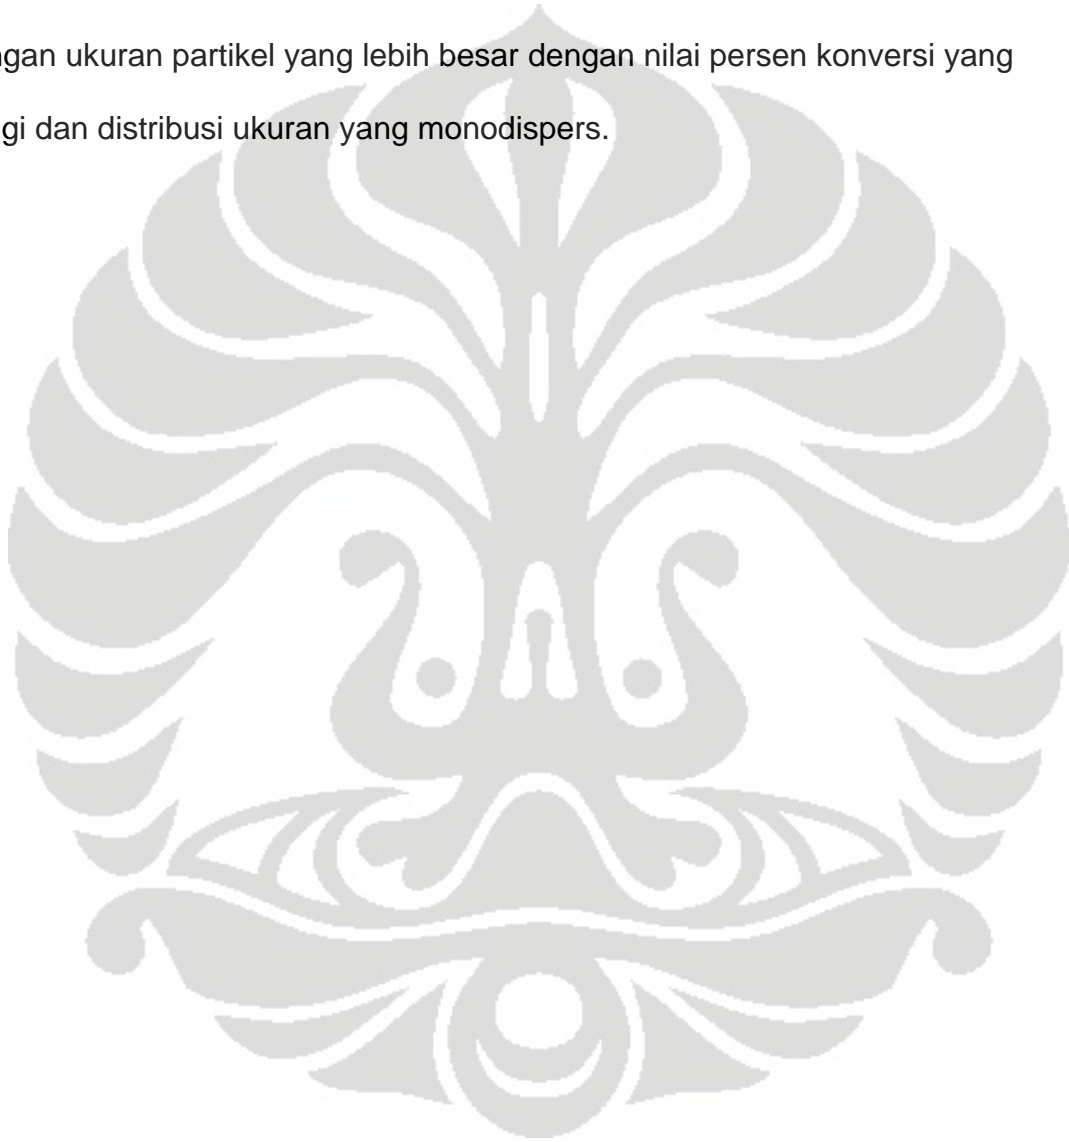 ngan ukuran partikel yang lebih besar dengan nilai persen konversi yang
gi dan distribusi ukuran yang monodispers.